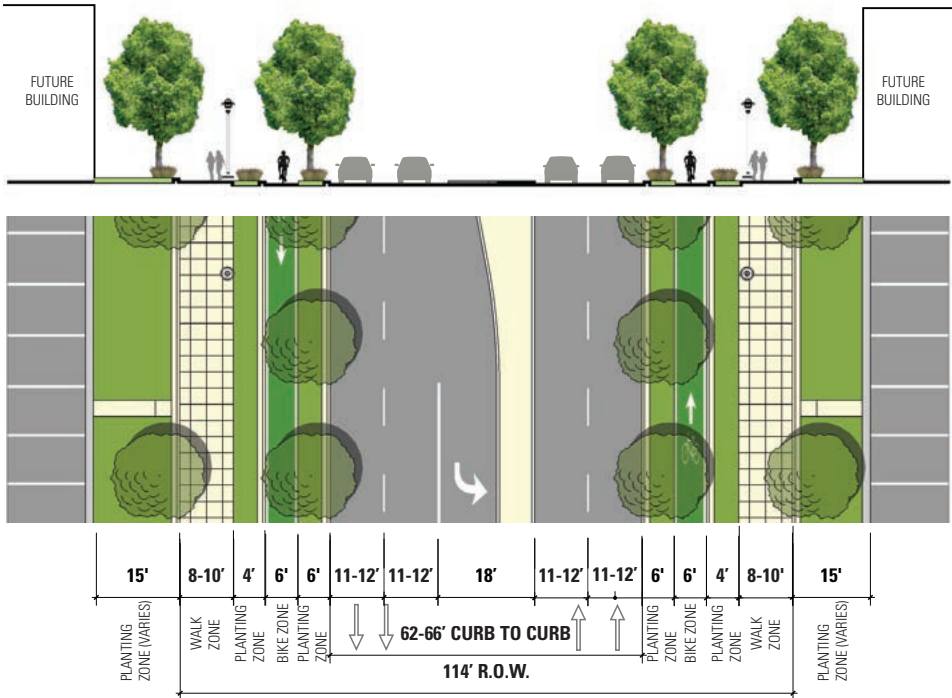 FUTURE
BUILDING
FUTURE
BUILDING
15' 8-10' 4' 6' 6' 11-12' 11-12' 18' 11-12' 11-12' 6' 6' 4' 8-10' 15'
PLANTING
ZONE (VARIES)
WALK
ZONE
PLANTING
ZONE
BIKE ZONE
PLANTING
ZONE
62-66' CURB TO CURB
PLANTING
ZONE
BIKE ZONE
PLANTING
ZONE
WALK
ZONE
PLANTING
ZONE (VARIES)
114' R.O.W.